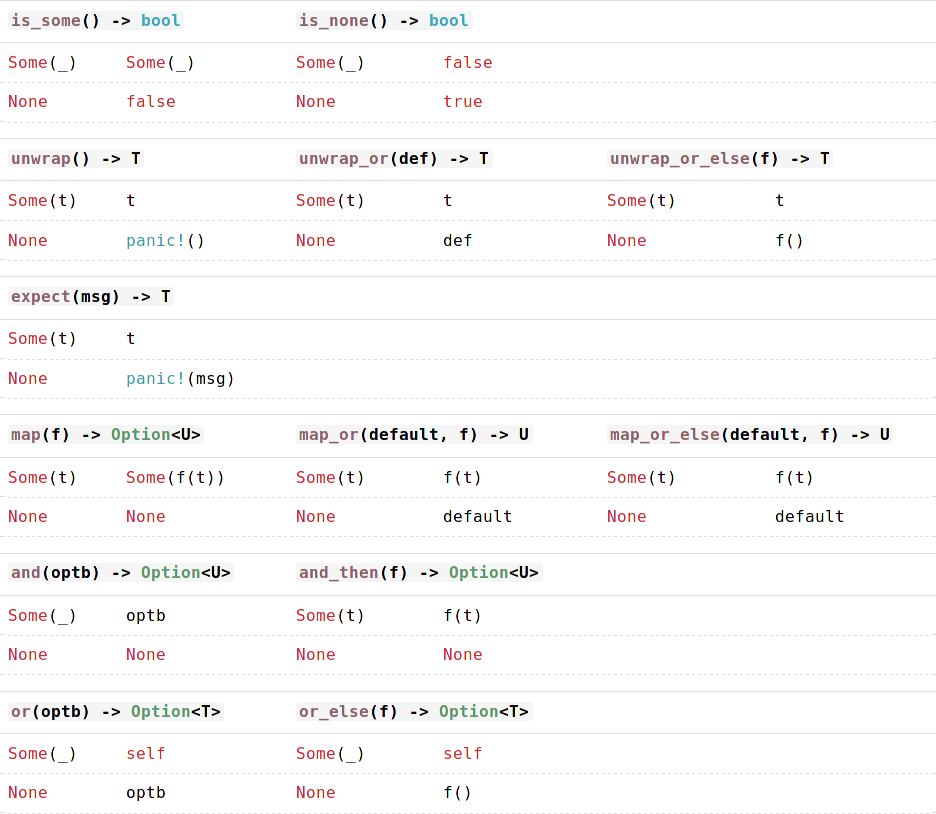 is_some() -> bool is_none() -> bool
Some(_) Some(_) Some(_) false
None false None true
unwrap() -> T unwrap_or(def) -> T unwrap_or_else(f) -> T
Some(t) t Some(t) t Some(t) t
None panic!() None def None f()
expect(msg) -> T
Some(t) t
None panic!(msg)
map(f) -> Option<U> map_or(default, f) -> U map_or_else(default, f) -> U
Some(t) Some(f(t)) Some(t) f(t) Some(t) f(t)
None None None default None default
and(optb) -> Option<U> and_then(f) -> Option<U>
Some(_) optb Some(t) f(t)
None None None None
or(optb) -> Option<T> or_else(f) -> Option<T>
Some(_) self Some(_) self
None optb None f()